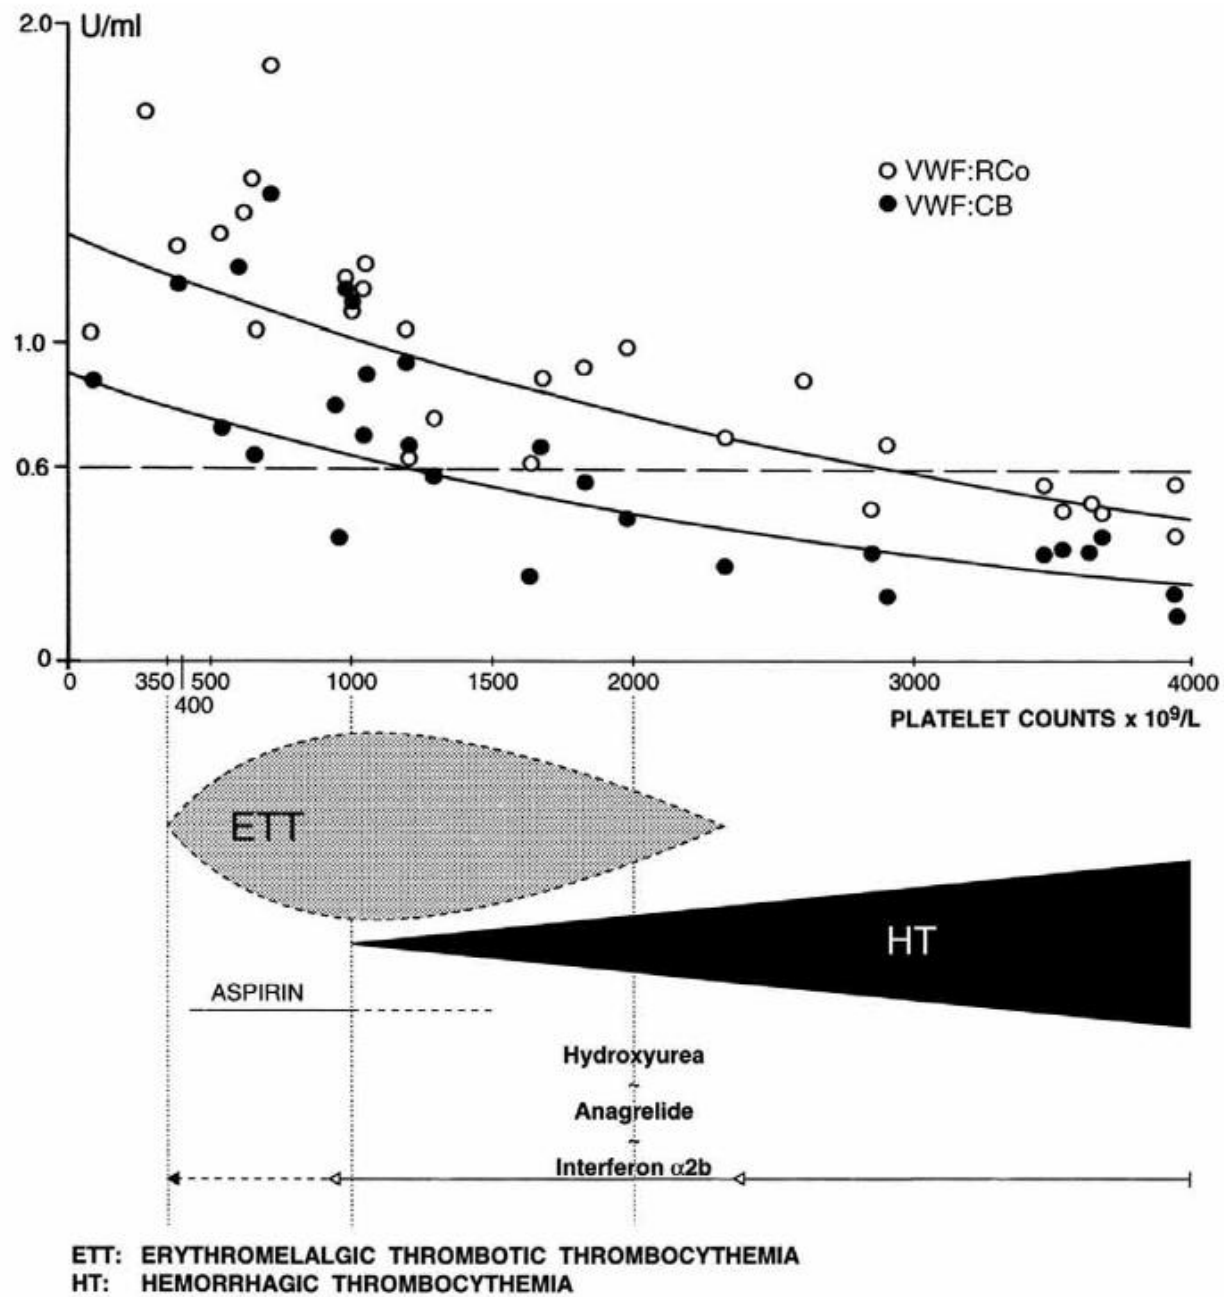 2.0 U/ml
VWF:RCo
VWF:CB
1.0
0.6
0
0 350 500 1000 1500 2000 3000 4000
400
PLATELET COUNTS x 10⁹/L
ETT
HT
ASPIRIN
Hydroxyurea
~
Anagrelide
~
Interferon α2b
ETT: ERYTHROMELALGIC THROMBOTIC THROMBOCYTHEMIA
HT: HEMORRHAGIC THROMBOCYTHEMIA